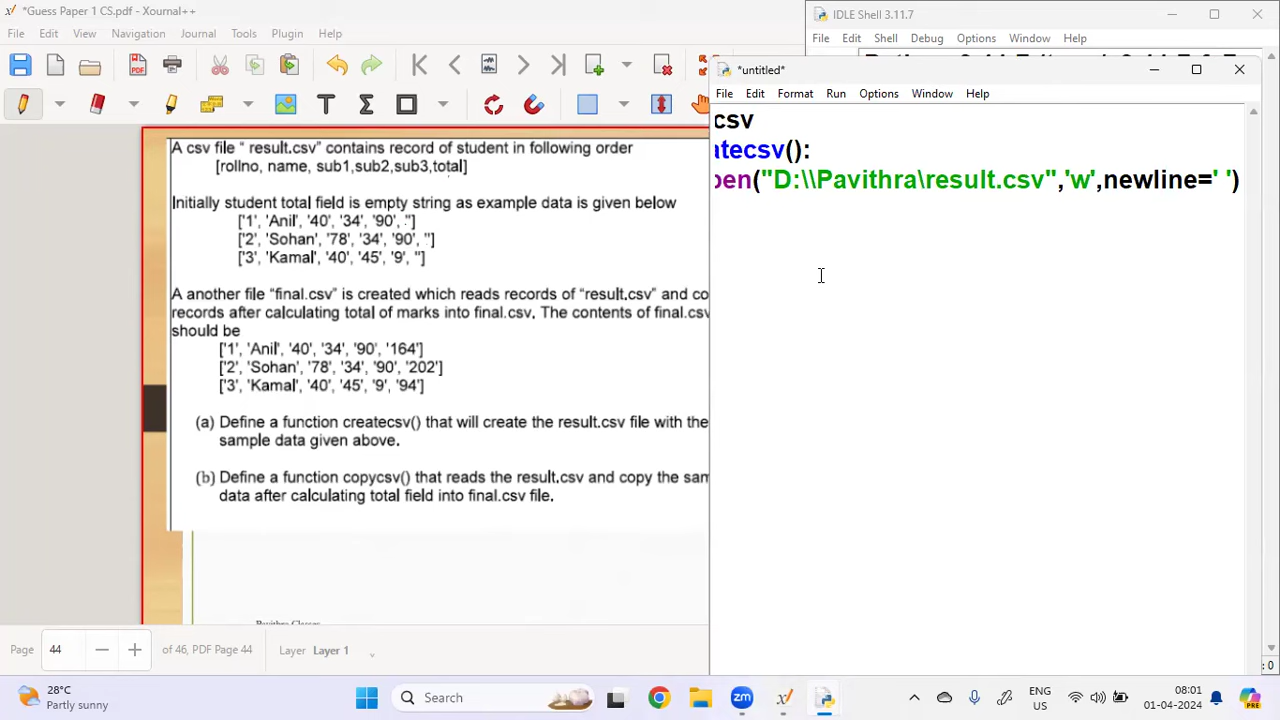 *Guess Paper 1 CS.pdf - Xournal++
File Edit View Navigation Journal Tools Plugin Help
A csv file “ result.csv” contains record of student in following order
[rollno, name, sub1,sub2,sub3,total]
Initially student total field is empty string as example data is given below
['1', 'Anil', '40', '34', '90', '']
['2', 'Sohan', '78', '34', '90', '']
['3', 'Kamal', '40', '45', '9', '']
A another file “final.csv” is created which reads records of “result.csv” and co
records after calculating total of marks into final.csv. The contents of final.csv
should be
['1', 'Anil', '40', '34', '90', '164']
['2', 'Sohan', '78', '34', '90', '202']
['3', 'Kamal', '40', '45', '9', '94']
(a) Define a function createcsv() that will create the result.csv file with the
sample data given above.
(b) Define a function copycsv() that reads the result.csv and copy the sam
data after calculating total field into final.csv file.
Page 44 of 46, PDF Page 44 Layer Layer 1
IDLE Shell 3.11.7
File Edit Shell Debug Options Window Help
*untitled*
File Edit Format Run Options Window Help
csv
atecsv():
pen("D:\\Pavithra\result.csv",'w',newline=' ')
: 0
28°C
Partly sunny
Search
zm
ENG
US
08:01
01-04-2024
PRE